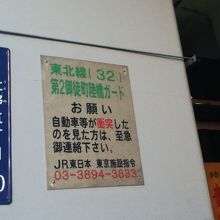 東北線(32)
第2御徒町陸橋ガード
お願い
自動車等が衝突した
のを見た方は、至急
御連絡下さい。
JR東日本 東京施設指令
03-3894-3833